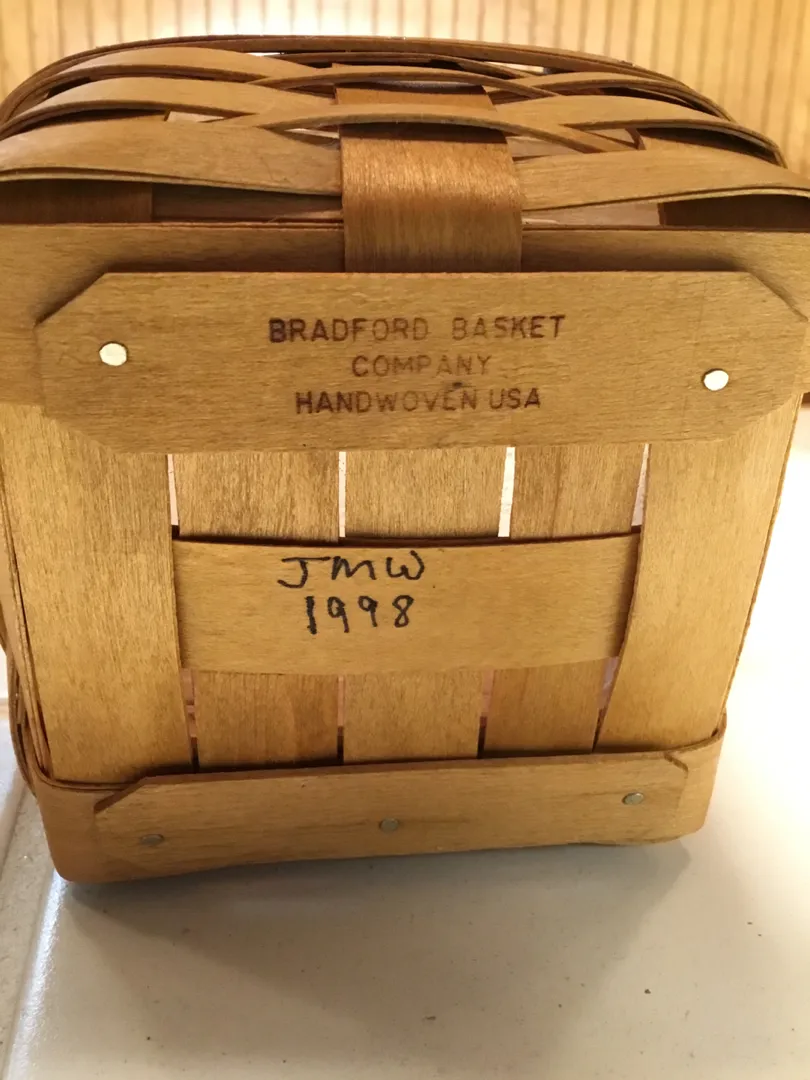 BRADFORD BASKET
COMPANY
HANDWOVEN USA
JMW
1998